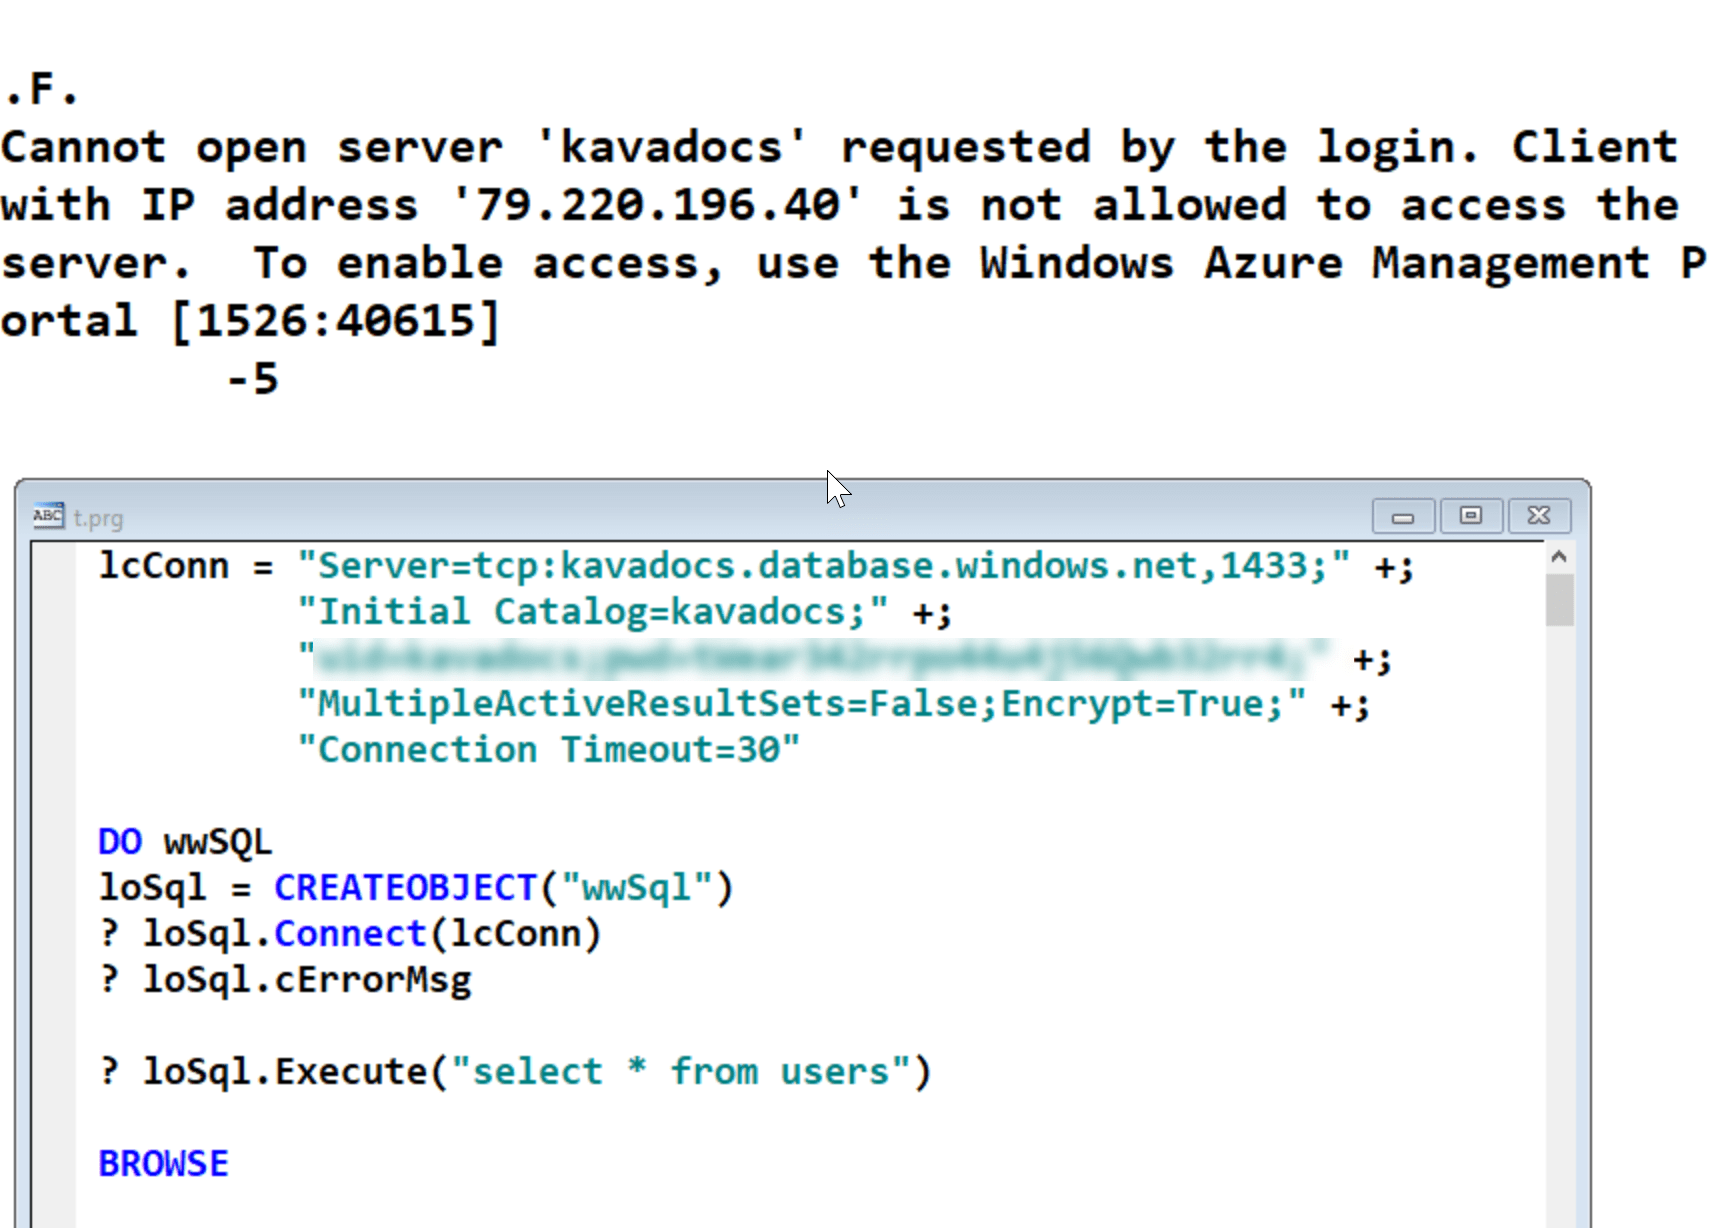 .F.
Cannot open server 'kavadocs' requested by the login. Client
with IP address '79.220.196.40' is not allowed to access the
server.  To enable access, use the Windows Azure Management P
ortal [1526:40615]
-5
ABC t.prg
lcConn = "Server=tcp:kavadocs.database.windows.net,1433;" +;
"Initial Catalog=kavadocs;" +;
" " +;
"MultipleActiveResultSets=False;Encrypt=True;" +;
"Connection Timeout=30"
DO wwSQL
loSql = CREATEOBJECT("wwSql")
? loSql.Connect(lcConn)
? loSql.cErrorMsg
? loSql.Execute("select * from users")
BROWSE